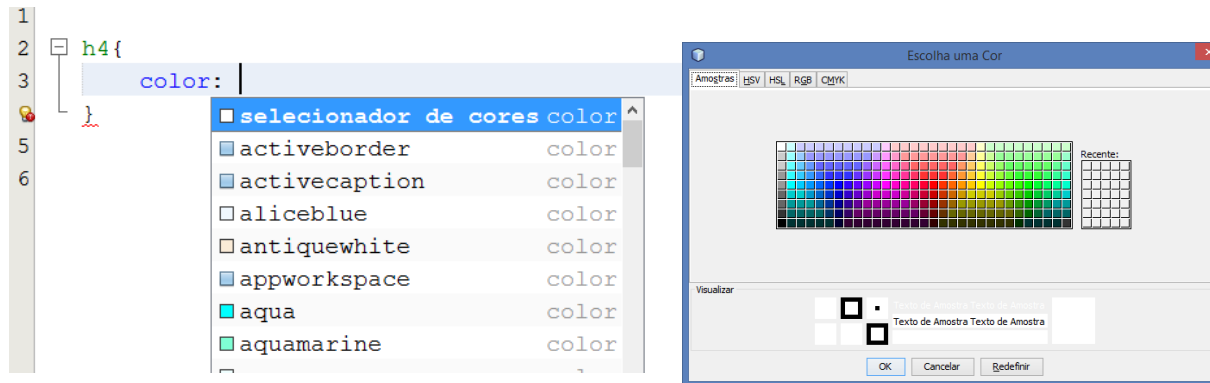 1
2 h4{
3 color:
}
5
6
selecionador de cores color
activeborder color
activecaption color
aliceblue color
antiquewhite color
appworkspace color
aqua color
aquamarine color
Escolha uma Cor
Amostras HSV HSL RGB CMYK
Recente:
Visualizar
Texto de Amostra Texto de Amostra
Texto de Amostra Texto de Amostra
OK Cancelar Redefinir